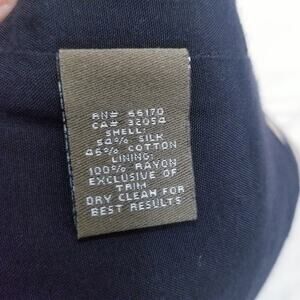 RN# 66170
CA# 32054
SHELL:
54% SILK
46% COTTON
LINING:
100% RAYON
EXCLUSIVE OF
TRIM
DRY CLEAN FOR
BEST RESULTS